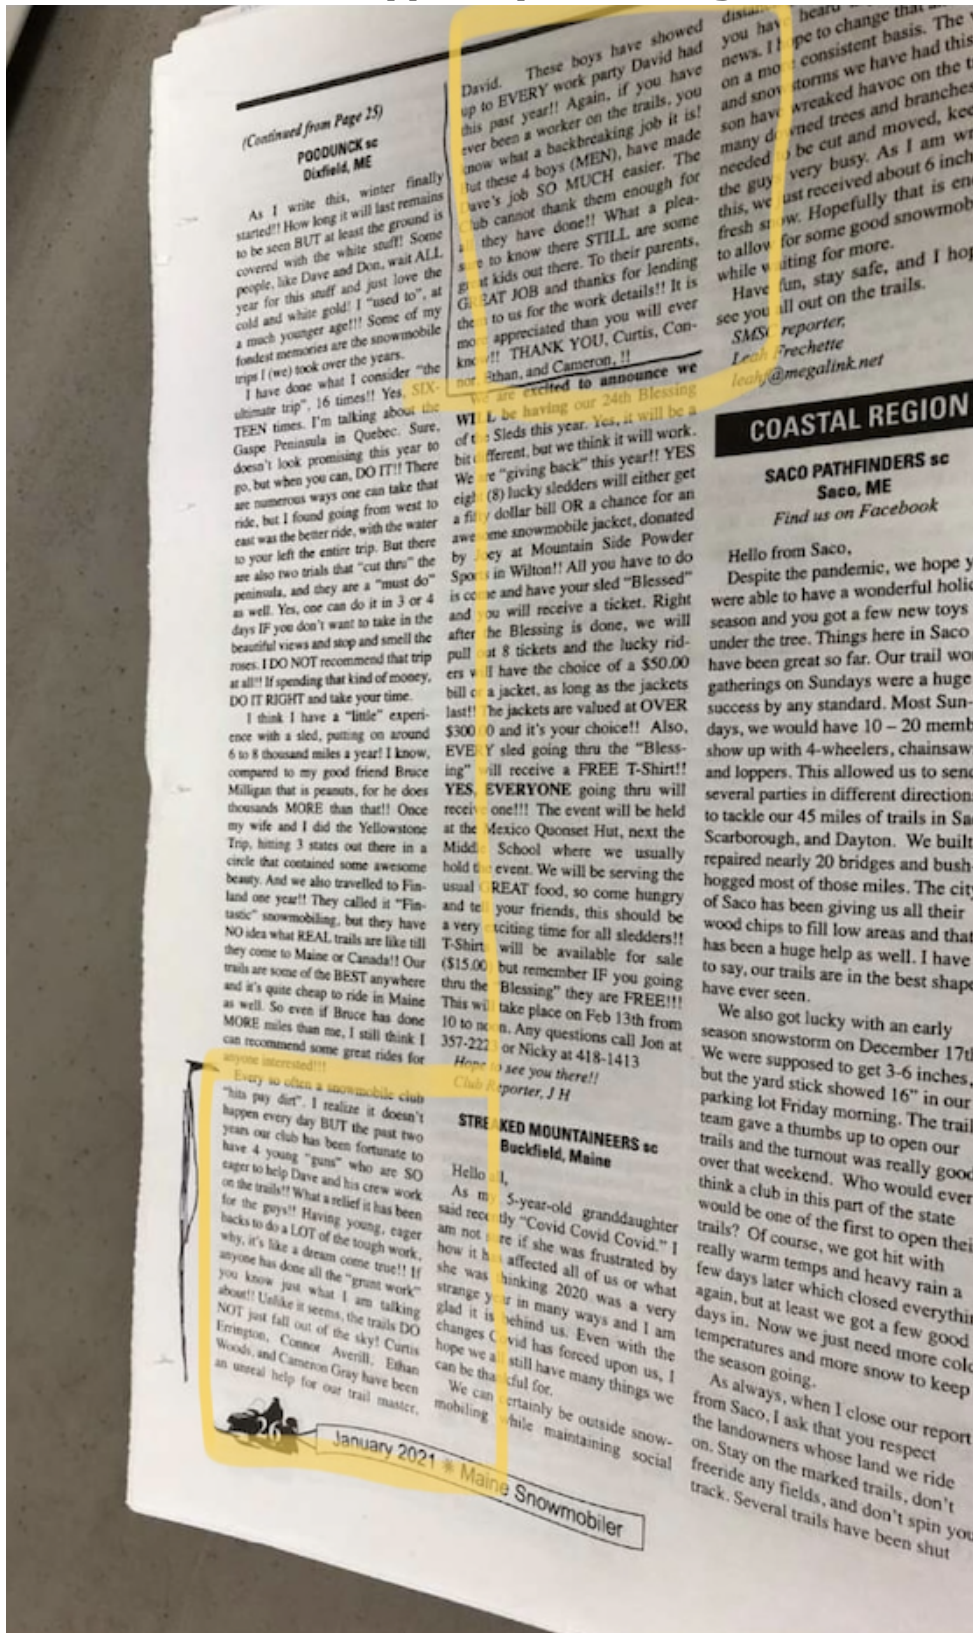 (Continued from Page 25)
POODUNCK sc
Dixfield, ME
As I write this, winter finally
started!! How long it will last remains
to be seen BUT at least the ground is
covered with the white stuff! Some
people, like Dave and Don, wait ALL
year for this stuff and just love the
cold and white gold! I "used to", at
a much younger age!!! Some of my
fondest memories are the snowmobile
trips I (we) took over the years.
I have done what I consider "the
ultimate trip", 16 times!! Yes, SIX-
TEEN times. I'm talking about the
Gaspe Peninsula in Quebec. Sure,
doesn't look promising this year to
go, but when you can, DO IT!! There
are numerous ways one can take that
ride, but I found going from west to
east was the better ride, with the water
to your left the entire trip. But there
are also two trials that "cut thru" the
peninsula, and they are a "must do"
as well. Yes, one can do it in 3 or 4
days IF you don't want to take in the
beautiful views and stop and smell the
roses. I DO NOT recommend that trip
at all!! If spending that kind of money,
DO IT RIGHT and take your time.
I think I have a "little" experi-
ence with a sled, putting on around
6 to 8 thousand miles a year! I know,
compared to my good friend Bruce
Milligan that is peanuts, for he does
thousands MORE than that!! Once
my wife and I did the Yellowstone
Trip, hitting 3 states out there in a
circle that contained some awesome
beauty. And we also travelled to Fin-
land one year!! They called it "Fin-
tastic" snowmobiling, but they have
NO idea what REAL trails are like till
they come to Maine or Canada!! Our
trails are some of the BEST anywhere
and it's quite cheap to ride in Maine
as well. So even if Bruce has done
MORE miles than me, I still think I
can recommend some great rides for
anyone interested!!!
Every so often a snowmobile club
"hits pay dirt". I realize it doesn't
happen every day BUT the past two
years our club has been fortunate to
have 4 young "guns" who are SO
eager to help Dave and his crew work
on the trails!! What a relief it has been
for the guys!! Having young, eager
backs to do a LOT of the tough work,
why, it's like a dream come true!! If
anyone has done all the "grunt work"
you know just what I am talking
about!! Unlike it seems, the trails DO
NOT just fall out of the sky! Curtis
Errington, Connor Averill, Ethan
Woods, and Cameron Gray have been
an unreal help for our trail master,
David. These boys have showed
up to EVERY work party David had
this past year!! Again, if you have
ever been a worker on the trails, you
know what a backbreaking job it is!
But these 4 boys (MEN), have made
Dave's job SO MUCH easier. The
Club cannot thank them enough for
all they have done!! What a plea-
sure to know there STILL are some
great kids out there. To their parents,
GREAT JOB and thanks for lending
them to us for the work details!! It is
more appreciated than you will ever
know!! THANK YOU, Curtis, Con-
nor, Ethan, and Cameron, !!
We are excited to announce we
WILL be having our 24th Blessing
of the Sleds this year. Yes, it will be a
bit different, but we think it will work.
We are "giving back" this year!! YES
eight (8) lucky sledders will either get
a fifty dollar bill OR a chance for an
awesome snowmobile jacket, donated
by Joey at Mountain Side Powder
Sports in Wilton!! All you have to do
is come and have your sled "Blessed"
and you will receive a ticket. Right
after the Blessing is done, we will
pull out 8 tickets and the lucky rid-
ers will have the choice of a $50.00
bill or a jacket, as long as the jackets
last!! The jackets are valued at OVER
$300.00 and it's your choice!! Also,
EVERY sled going thru the "Bless-
ing" will receive a FREE T-Shirt!!
YES, EVERYONE going thru will
receive one!!! The event will be held
at the Mexico Quonset Hut, next the
Middle School where we usually
hold the event. We will be serving the
usual GREAT food, so come hungry
and tell your friends, this should be
a very exciting time for all sledders!!
T-Shirts will be available for sale
($15.00) but remember IF you going
thru the "Blessing" they are FREE!!!
This will take place on Feb 13th from
10 to noon. Any questions call Jon at
357-2223 or Nicky at 418-1413
Hope to see you there!!
Club Reporter, J H
STREAKED MOUNTAINEERS sc
Buckfield, Maine
Hello all,
As my 5-year-old granddaughter
said recently "Covid Covid Covid." I
am not sure if she was frustrated by
how it has affected all of us or what
she was thinking 2020 was a very
strange year in many ways and I am
glad it is behind us. Even with the
changes Covid has forced upon us, I
hope we all still have many things we
can be thankful for.
We can certainly be outside snow-
mobiling while maintaining social
you have heard
news. I hope to change that
on a more consistent basis. The
and snowstorms we have had this
son have wreaked havoc on the
many downed trees and branches
needed to be cut and moved,
the guys very busy. As I am
this, we just received about 6
fresh snow. Hopefully that is
to allow for some good
while waiting for more.
Have fun, stay safe, and I
see you all out on the trails.
SMSC reporter,
Leah Frechette
leahf@megalink.net
COASTAL REGION
SACO PATHFINDERS sc
Saco, ME
Find us on Facebook
Hello from Saco,
Despite the pandemic, we hope
were able to have a wonderful
season and you got a few new toys
under the tree. Things here in Saco
have been great so far. Our trail
gatherings on Sundays were a huge
success by any standard. Most Sun-
days, we would have 10 – 20
show up with 4-wheelers,
and loppers. This allowed us to
several parties in different
to tackle our 45 miles of trails in
Scarborough, and Dayton. We built
repaired nearly 20 bridges and bush-
hogged most of those miles. The
of Saco has been giving us all their
wood chips to fill low areas and that
has been a huge help as well. I have
to say, our trails are in the best
have ever seen.
We also got lucky with an early
season snowstorm on December 17th
We were supposed to get 3-6 inches,
but the yard stick showed 16" in our
parking lot Friday morning. The trail
team gave a thumbs up to open our
trails and the turnout was really good
over that weekend. Who would ever
think a club in this part of the state
would be one of the first to open
trails? Of course, we got hit with
really warm temps and heavy rain a
few days later which closed
again, but at least we got a few good
days in. Now we just need more
temperatures and more snow to keep
the season going.
As always, when I close our report
from Saco, I ask that you respect
the landowners whose land we ride
on. Stay on the marked trails, don't
freeride any fields, and don't spin
track. Several trails have been shut
26
January 2021 * Maine Snowmobiler